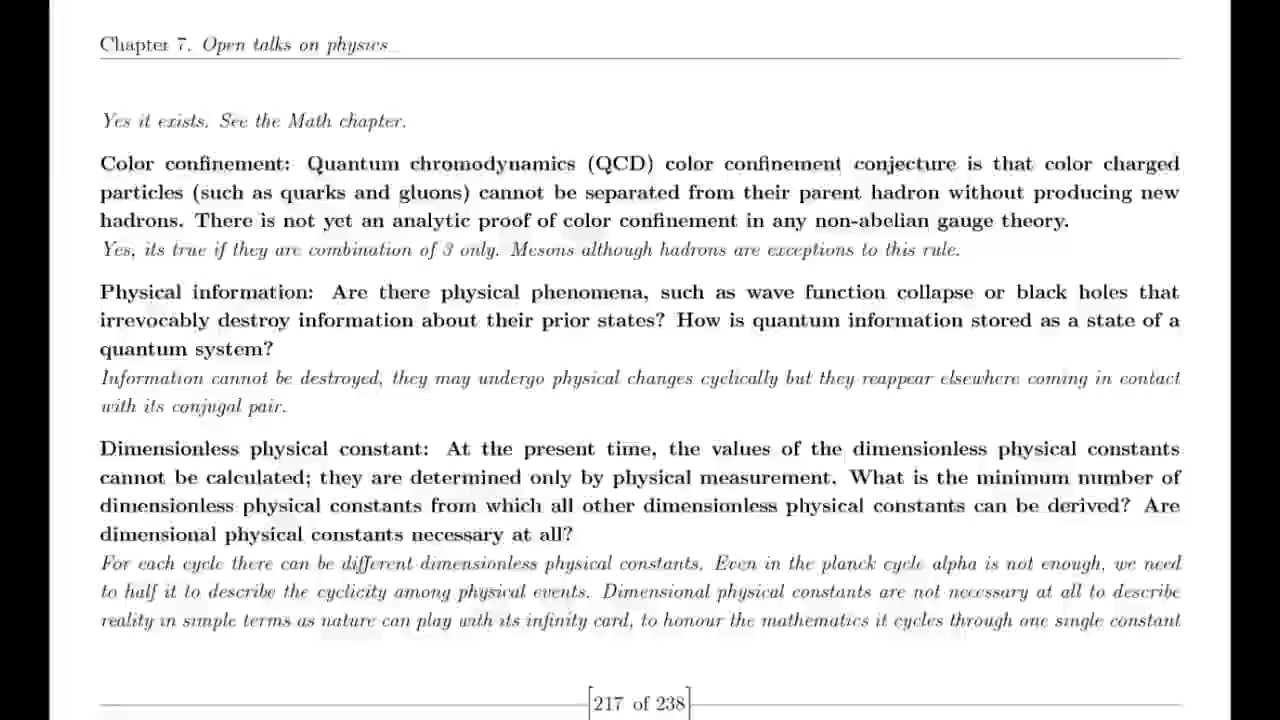 Chapter 7. Open talks on physics
Yes it exists. See the Math chapter.
Color confinement: Quantum chromodynamics (QCD) color confinement conjecture is that color charged
particles (such as quarks and gluons) cannot be separated from their parent hadron without producing new
hadrons. There is not yet an analytic proof of color confinement in any non-abelian gauge theory.
Yes, its true if they are combination of 3 only. Mesons although hadrons are exceptions to this rule.
Physical information: Are there physical phenomena, such as wave function collapse or black holes that
irrevocably destroy information about their prior states? How is quantum information stored as a state of a
quantum system?
Information cannot be destroyed, they may undergo physical changes cyclically but they reappear elsewhere coming in contact
with its conjugal pair.
Dimensionless physical constant: At the present time, the values of the dimensionless physical constants
cannot be calculated; they are determined only by physical measurement. What is the minimum number of
dimensionless physical constants from which all other dimensionless physical constants can be derived? Are
dimensional physical constants necessary at all?
For each cycle there can be different dimensionless physical constants. Even in the planck cycle alpha is not enough, we need
to half it to describe the cyclicity among physical events. Dimensional physical constants are not necessary at all to describe
reality in simple terms as nature can play with its infinity card, to honour the mathematics it cycles through one single constant
217 of 238